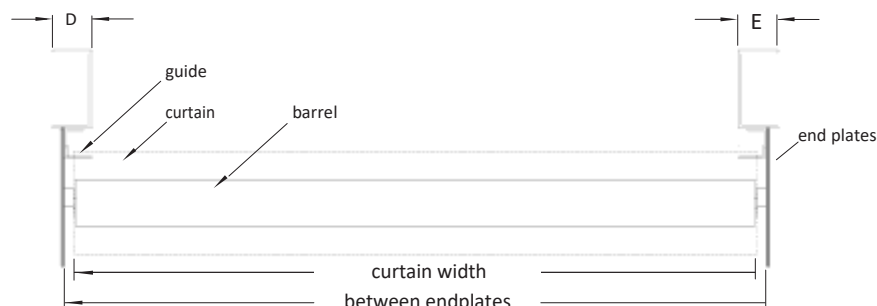 D
E
guide
curtain
barrel
end plates
curtain width
between endplates